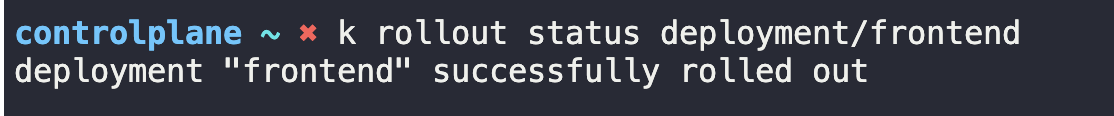 controlplane ~ ✖ k rollout status deployment/frontend
deployment "frontend" successfully rolled out